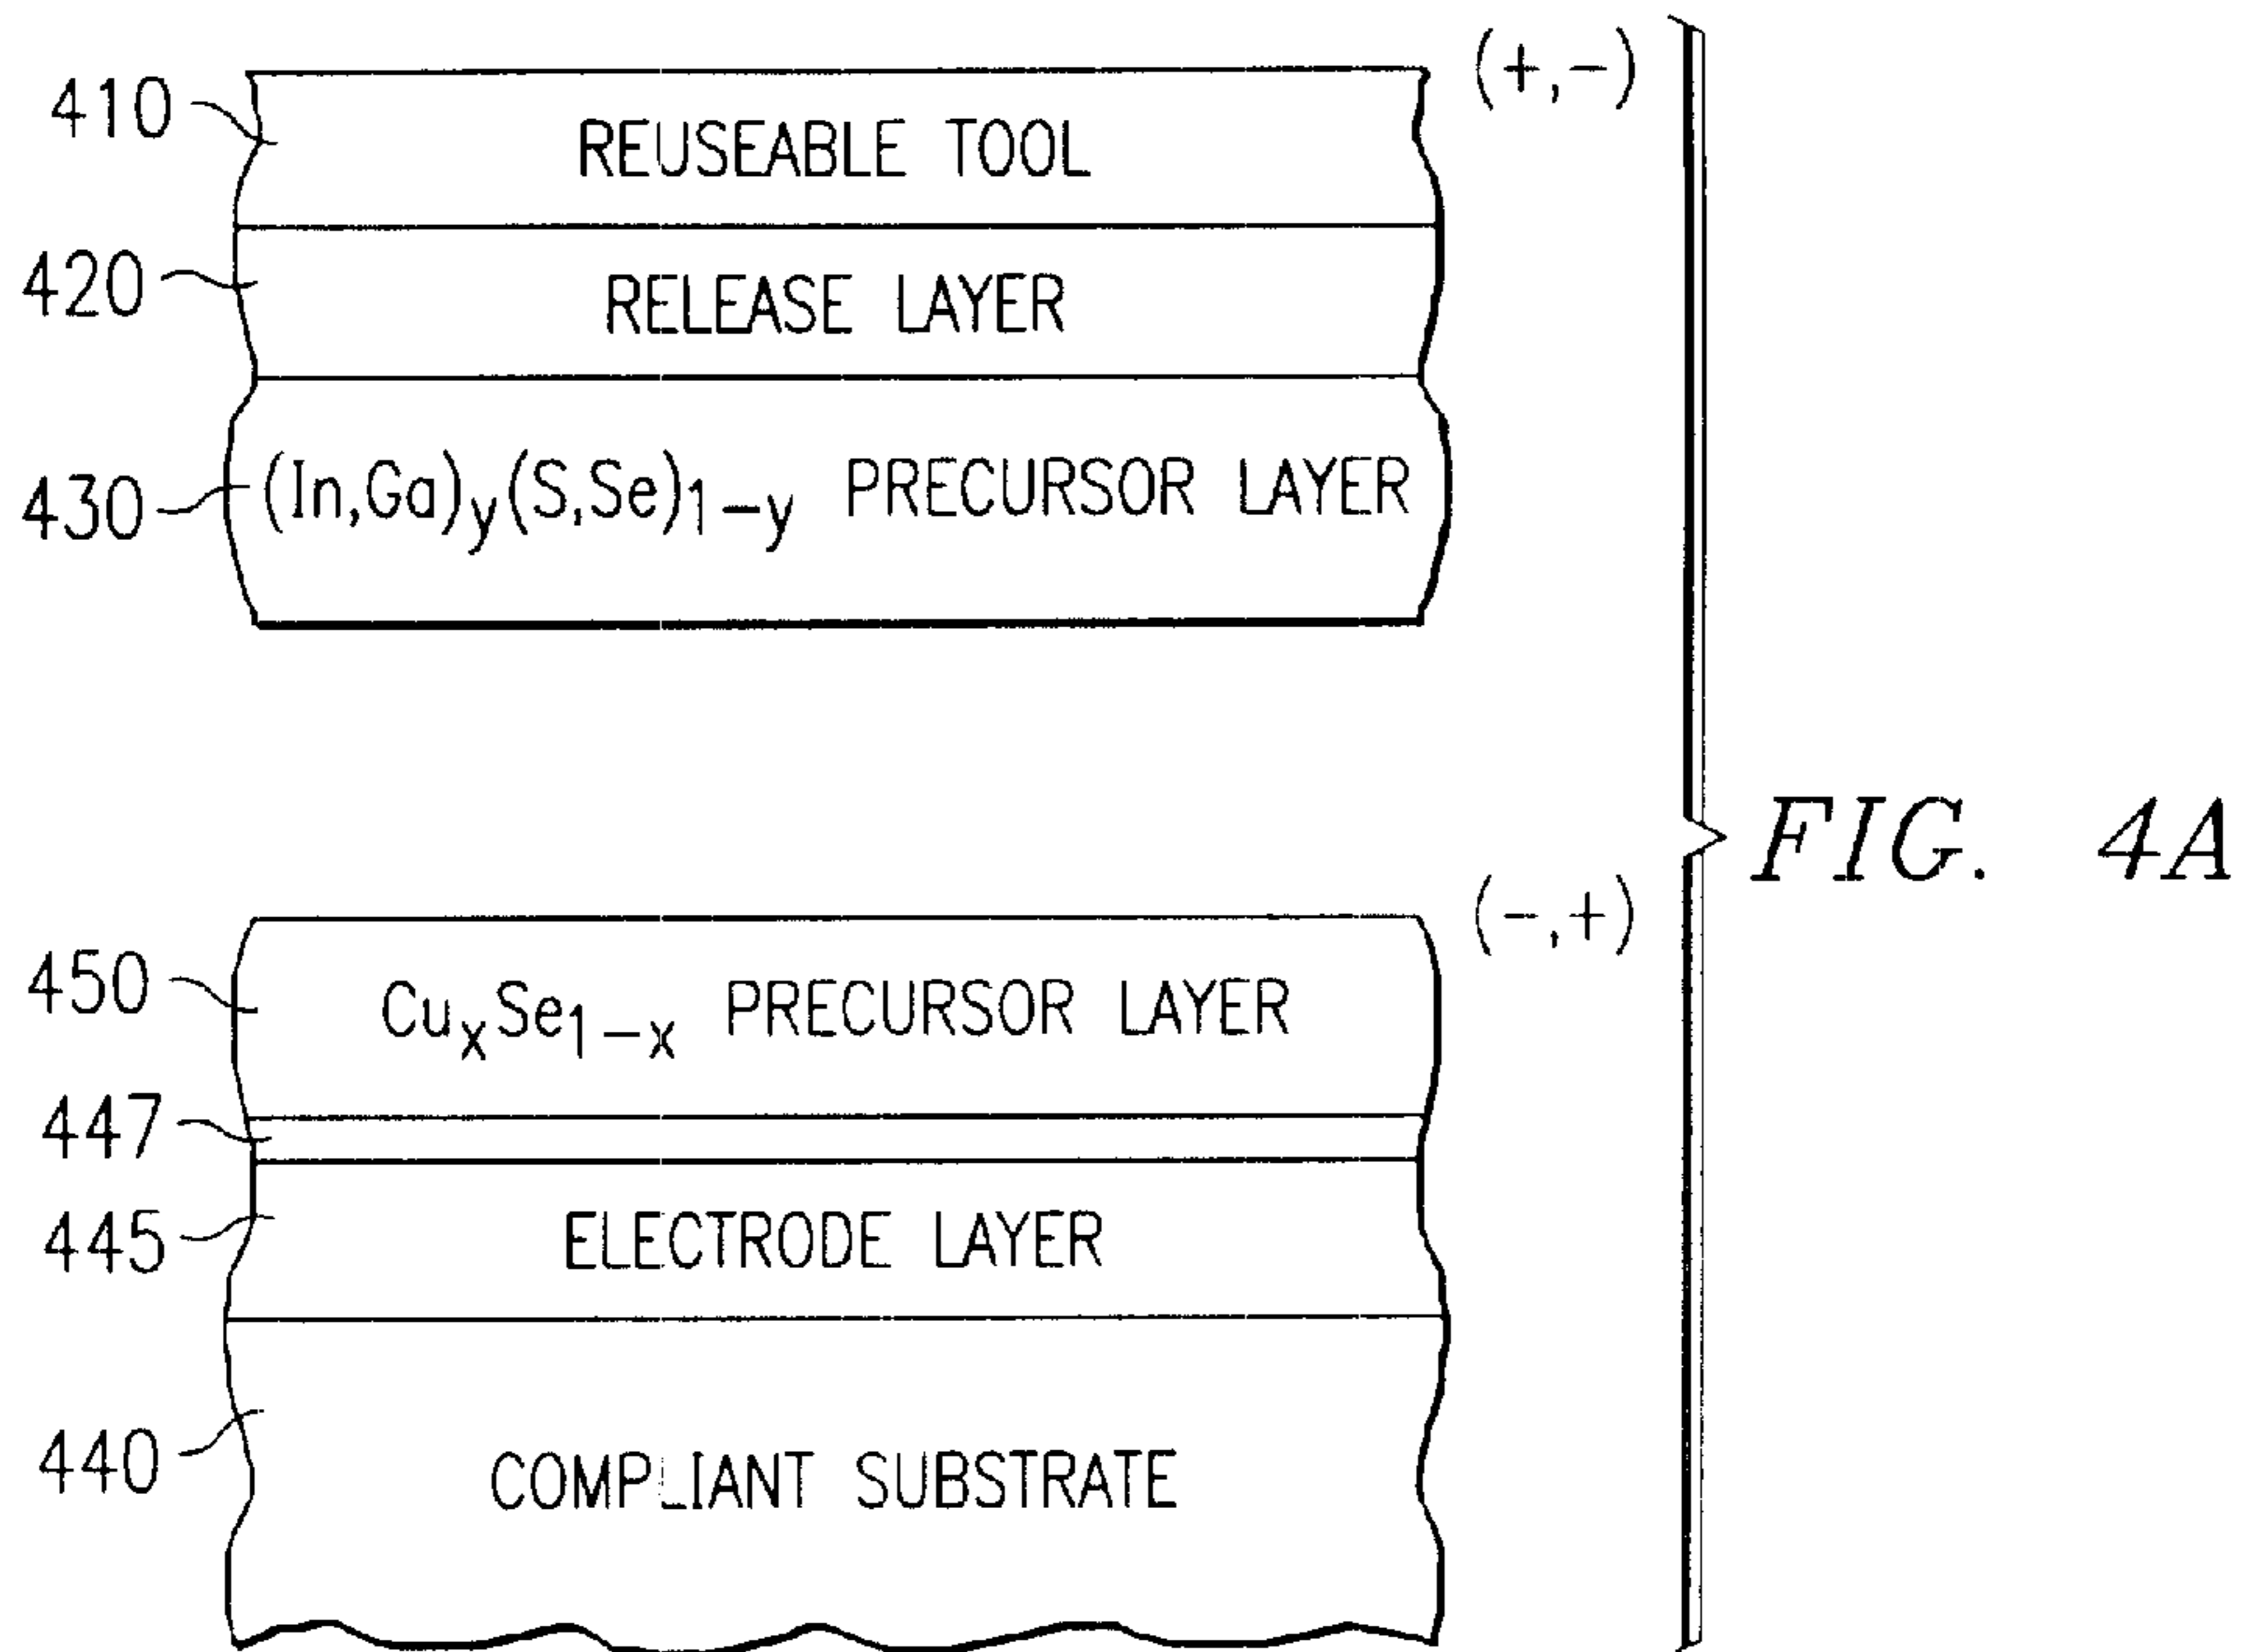 (+,-)
410
REUSEABLE TOOL
420
RELEASE LAYER
430
(In,Ga)y(S,Se)1-y PRECURSOR LAYER
FIG. 4A
(-,+)
450
CuxSe1-x PRECURSOR LAYER
447
445
ELECTRODE LAYER
440
COMPLIANT SUBSTRATE